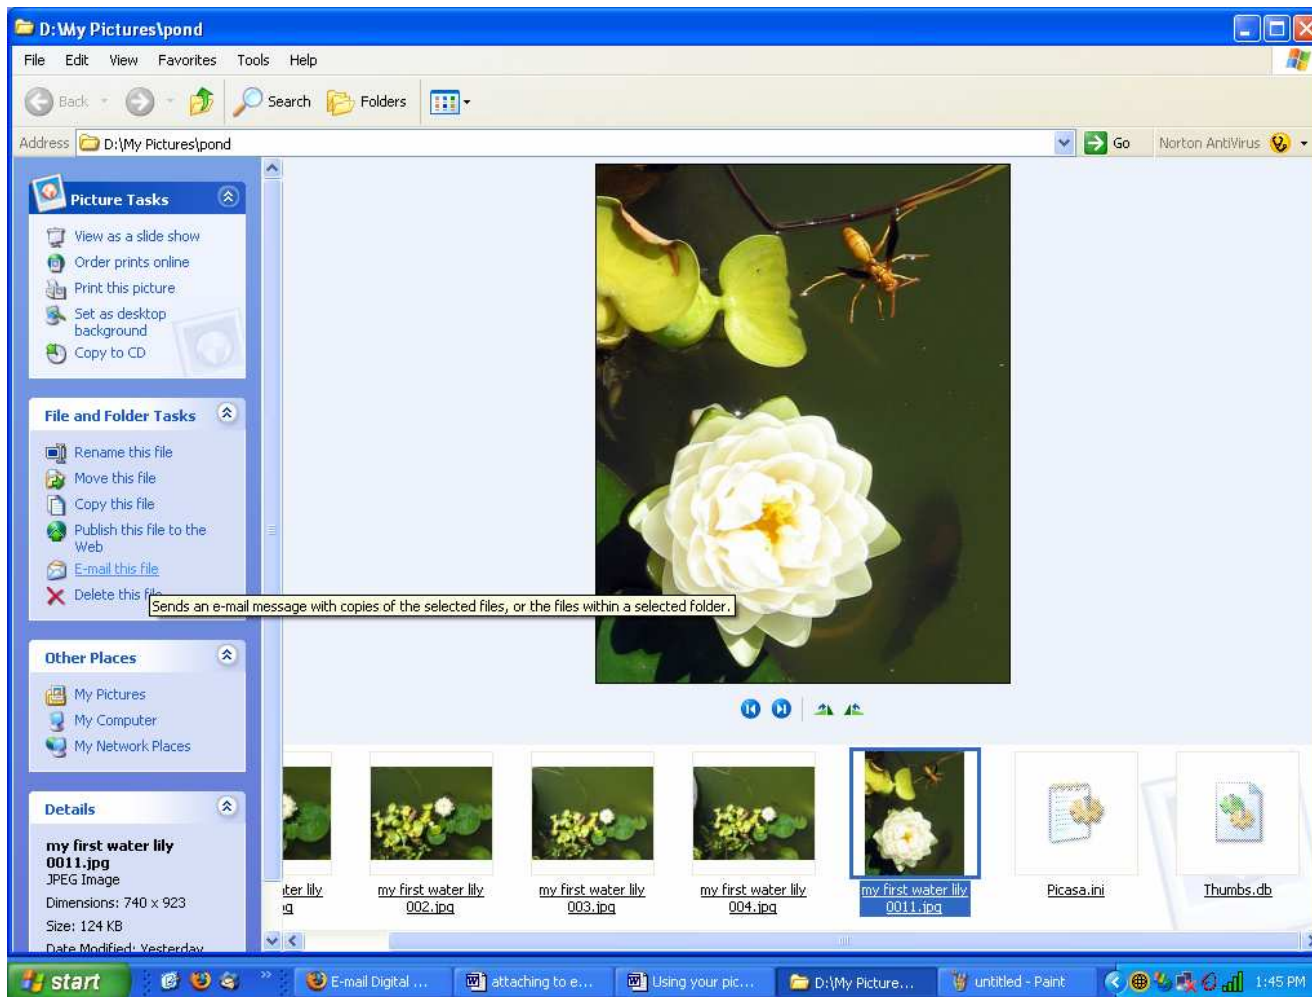 D:\My Pictures\pond
File Edit View Favorites Tools Help
Back Search Folders
Address D:\My Pictures\pond Go Norton AntiVirus
Picture Tasks
View as a slide show
Order prints online
Print this picture
Set as desktop
background
Copy to CD
File and Folder Tasks
Rename this file
Move this file
Copy this file
Publish this file to the
Web
E-mail this file
Delete this file
Sends an e-mail message with copies of the selected files, or the files within a selected folder.
Other Places
My Pictures
My Computer
My Network Places
Details
my first water lily
0011.jpg
JPEG Image
Dimensions: 740 x 923
Size: 124 KB
Date Modified: Yesterday
lily
my first water lily
002.jpg
my first water lily
003.jpg
my first water lily
004.jpg
my first water lily
0011.jpg
Picasa.ini
Thumbs.db
start E-mail Digital ... attaching to e... Using your pic... D:\My Picture... untitled - Paint 1:45 PM